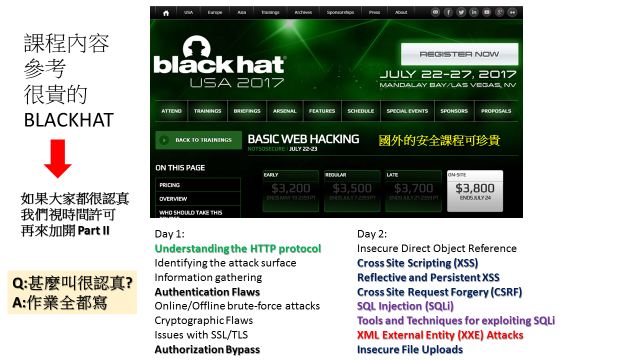 課程內容
參考
很貴的
BLACKHAT
如果大家都很認真
我們視時間許可
再來加開 Part II
Q:甚麼叫很認真?
A:作業全都寫
USA Europe Asia Trainings Archives Sponsorships Press About
black hat
USA 2017
REGISTER NOW
JULY 22-27, 2017
MANDALAY BAY/LAS VEGAS, NV
ATTEND TRAININGS BRIEFINGS ARSENAL FEATURES SCHEDULE SPECIAL EVENTS SPONSORS PROPOSALS
BACK TO TRAININGS
BASIC WEB HACKING
NOTSOSECURE | JULY 22-23
國外的安全課程可珍貴
ON THIS PAGE
PRICING
OVERVIEW
WHO SHOULD TAKE THIS
EARLY
$3,200
REGULAR
$3,500
LATE
$3,700
ENDS JULY 21
ON-SITE
$3,800
ENDS JULY 24
Day 1:
Understanding the HTTP protocol
Identifying the attack surface
Information gathering
Authentication Flaws
Online/Offline brute-force attacks
Cryptographic Flaws
Issues with SSL/TLS
Authorization Bypass
Day 2:
Insecure Direct Object Reference
Cross Site Scripting (XSS)
Reflective and Persistent XSS
Cross Site Request Forgery (CSRF)
SQL Injection (SQLi)
Tools and Techniques for exploiting SQLi
XML External Entity (XXE) Attacks
Insecure File Uploads